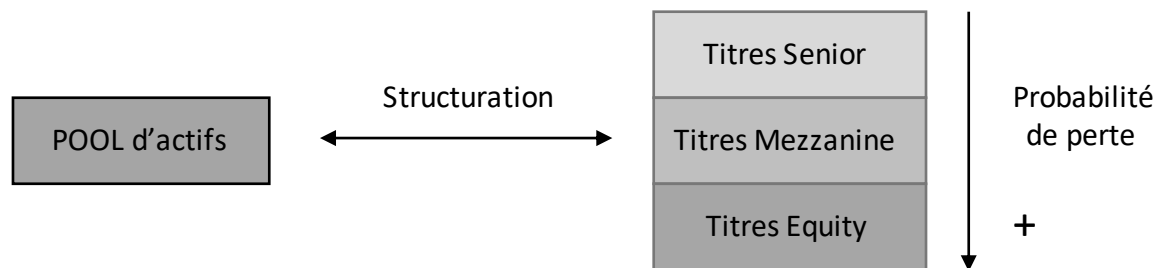 POOL d’actifs
Structuration
Titres Senior
Titres Mezzanine
Titres Equity
Probabilité
de perte
+